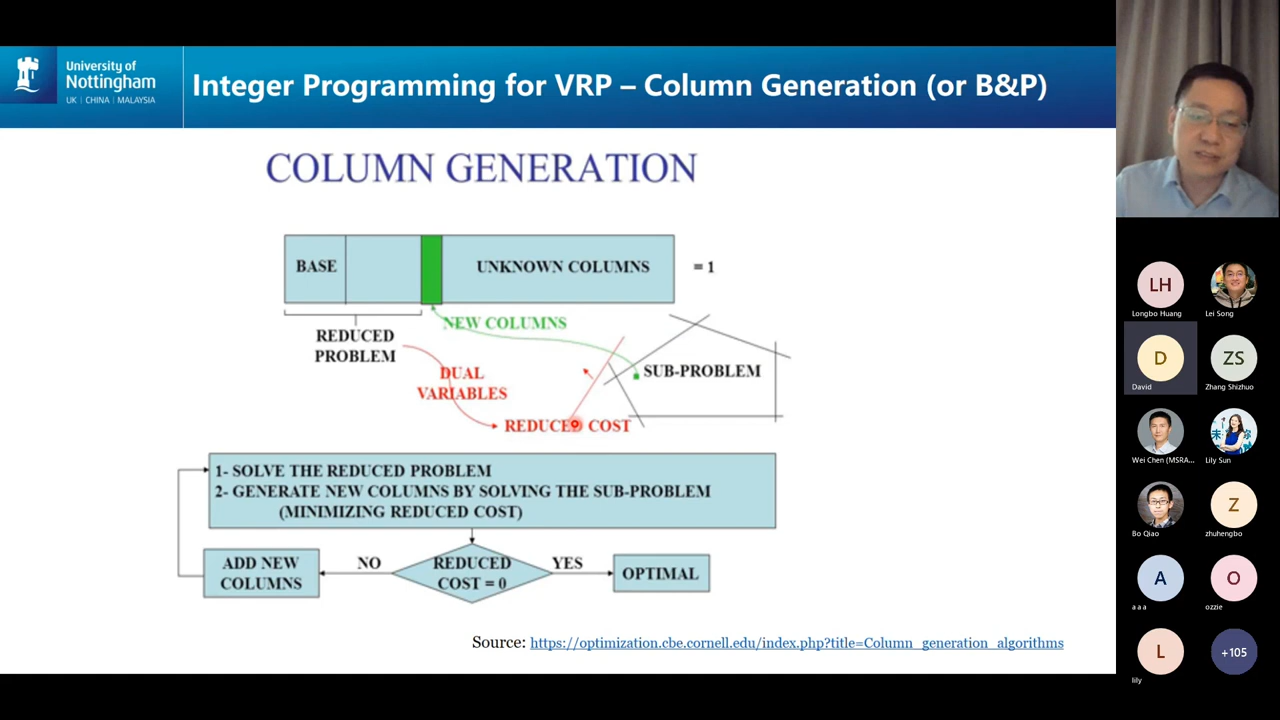 University of
Nottingham
UK | CHINA | MALAYSIA
Integer Programming for VRP – Column Generation (or B&P)
COLUMN GENERATION
BASE
UNKNOWN COLUMNS
= 1
NEW COLUMNS
REDUCED
PROBLEM
DUAL
VARIABLES
SUB-PROBLEM
REDUCED COST
1- SOLVE THE REDUCED PROBLEM
2- GENERATE NEW COLUMNS BY SOLVING THE SUB-PROBLEM
(MINIMIZING REDUCED COST)
ADD NEW
COLUMNS
NO
REDUCED
COST = 0
YES
OPTIMAL
Source: https://optimization.cbe.cornell.edu/index.php?title=Column_generation_algorithms
LH
Longbo Huang
Lei Song
D
David
ZS
Zhang Shizhuo
Wei Chen (MSRA...
Lily Sun
Bo Qiao
Z
zhuhengbo
A
a a a
O
ozzie
L
lily
+105